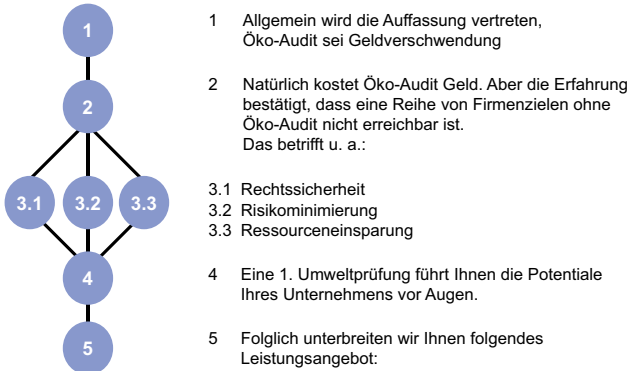 1
2
3.1 3.2 3.3
4
5
1 Allgemein wird die Auffassung vertreten,
Öko-Audit sei Geldverschwendung
2 Natürlich kostet Öko-Audit Geld. Aber die Erfahrung
bestätigt, dass eine Reihe von Firmenzielen ohne
Öko-Audit nicht erreichbar ist.
Das betrifft u. a.:
3.1 Rechtssicherheit
3.2 Risikominimierung
3.3 Ressourceneinsparung
4 Eine 1. Umweltprüfung führt Ihnen die Potentiale
Ihres Unternehmens vor Augen.
5 Folglich unterbreiten wir Ihnen folgendes
Leistungsangebot: